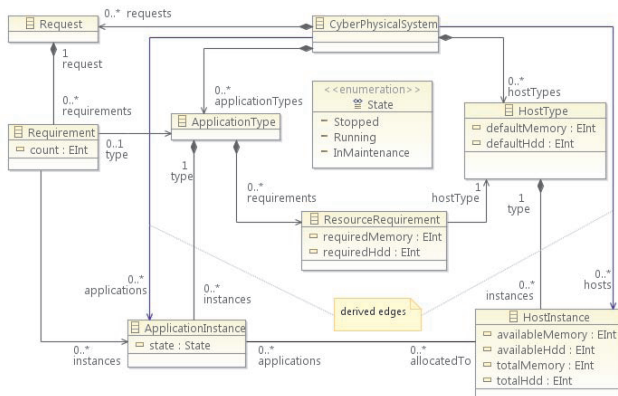 0..* requests
Request
CyberPhysicalSystem
1
request
0..*
requirements
0..*
applicationTypes
<<enumeration>>
State
Stopped
Running
InMaintenance
0..*
hostTypes
HostType
defaultMemory : EInt
defaultHdd : EInt
Requirement
count : EInt
0..1
type
ApplicationType
1
type
0..*
requirements
1
hostType
ResourceRequirement
requiredMemory : EInt
requiredHdd : EInt
1
type
0..*
applications
0..*
instances
derived edges
0..*
instances
0..*
hosts
0..*
instances
ApplicationInstance
state : State
0..*
applications
0..*
allocatedTo
HostInstance
availableMemory : EInt
availableHdd : EInt
totalMemory : EInt
totalHdd : EInt